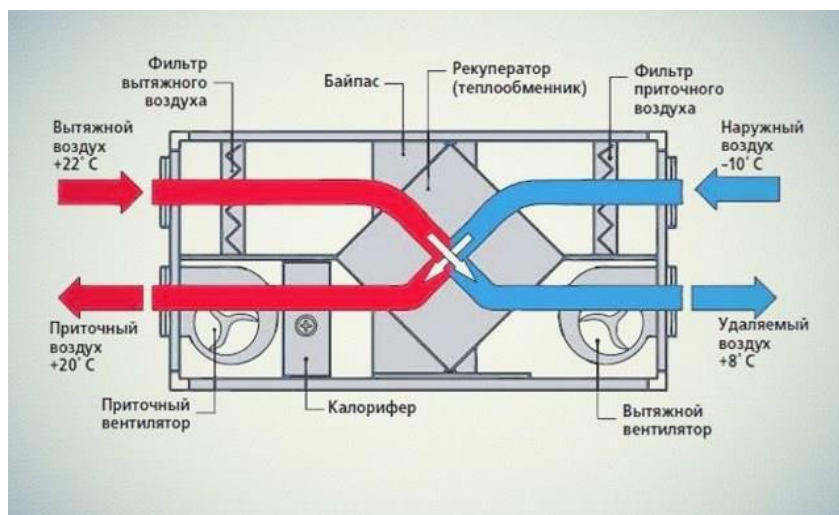 Фильтр
вытяжного
воздуха
Байпас
Рекуператор
(теплообменник)
Фильтр
приточного
воздуха
Вытяжной
воздух
+22˚ C
Наружный
воздух
-10˚ C
Приточный
воздух
+20˚ C
Удаляемый
воздух
+8˚ C
Приточный
вентилятор
Калорифер
Вытяжной
вентилятор